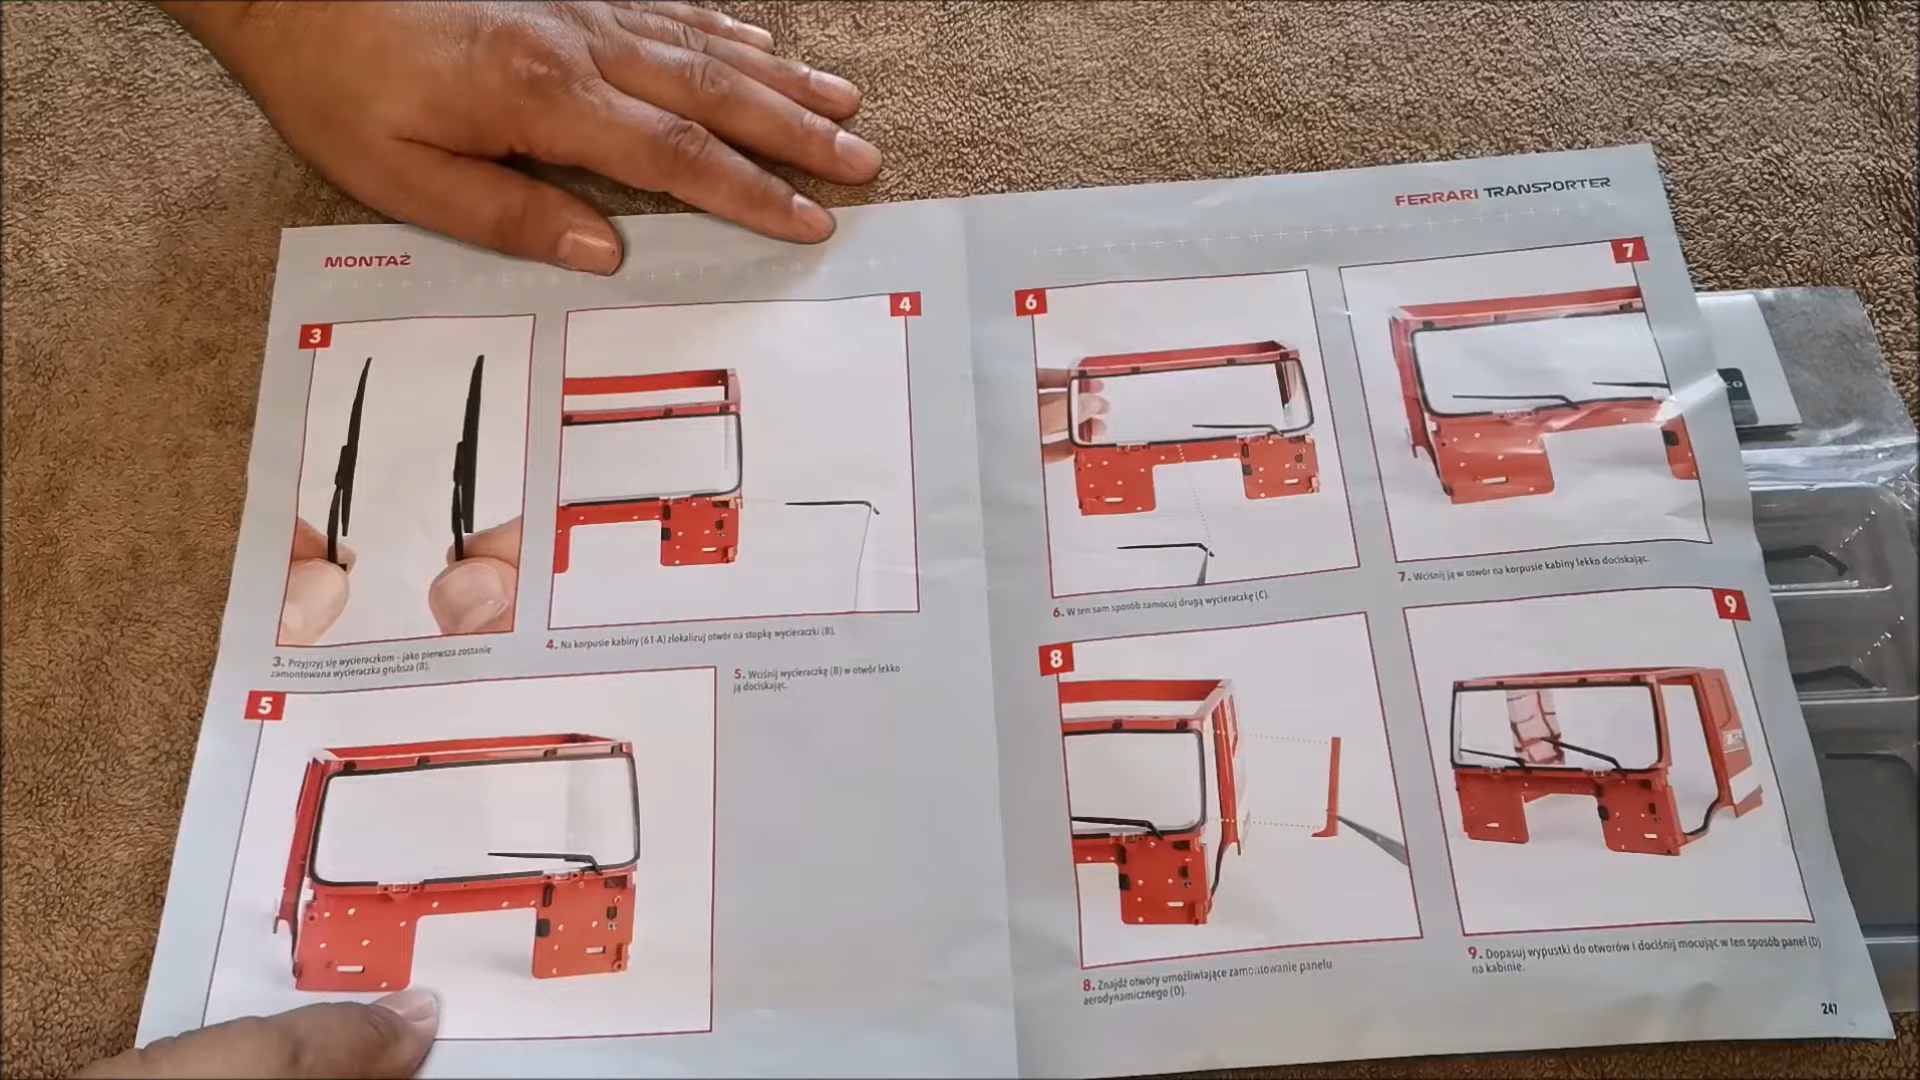 MONTAŻ
3
4
3. Przyjrzyj się wycieraczkom – jako pierwsza zostanie
zamontowana wycieraczka grubsza (B).
4. Na korpusie kabiny (61-A) zlokalizuj otwór na stopkę wycieraczki (B).
5
5. Wciśnij wycieraczkę (B) w otwór lekko
ją dociskając.
FERRARI TRANSPORTER
6
7
6. W ten sam sposób zamocuj drugą wycieraczkę (C).
7. Wciśnij ją w otwór na korpusie kabiny lekko dociskając.
8
9
8. Znajdź otwory umożliwiające zamontowanie panelu
aerodynamicznego (D).
9. Dopasuj wypustki do otworów i dociśnij mocując w ten sposób panel (D)
na kabinie.
247